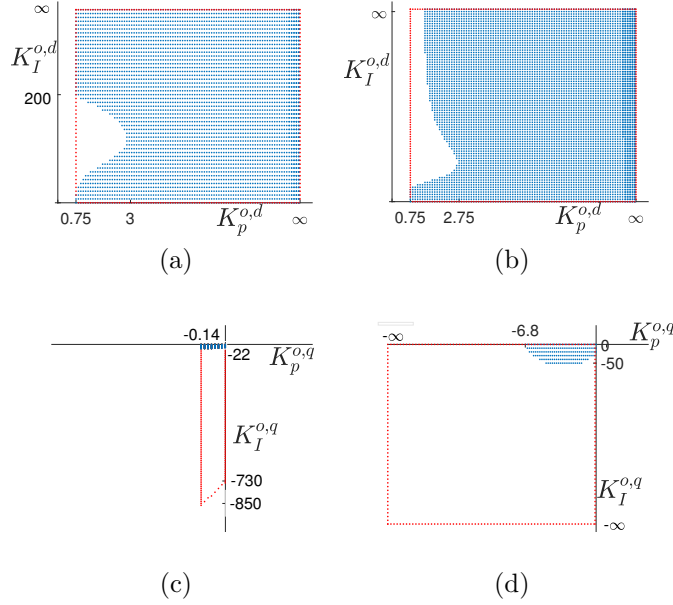 ∞
K_I^{o,d}
200
0.75
3
K_p^{o,d}
∞
(a)
∞
K_I^{o,d}
0.75
2.75
K_p^{o,d}
∞
(b)
-0.14
K_p^{o,q}
-22
K_I^{o,q}
-730
-850
(c)
-∞
-6.8
K_p^{o,q}
0
-50
K_I^{o,q}
-∞
(d)